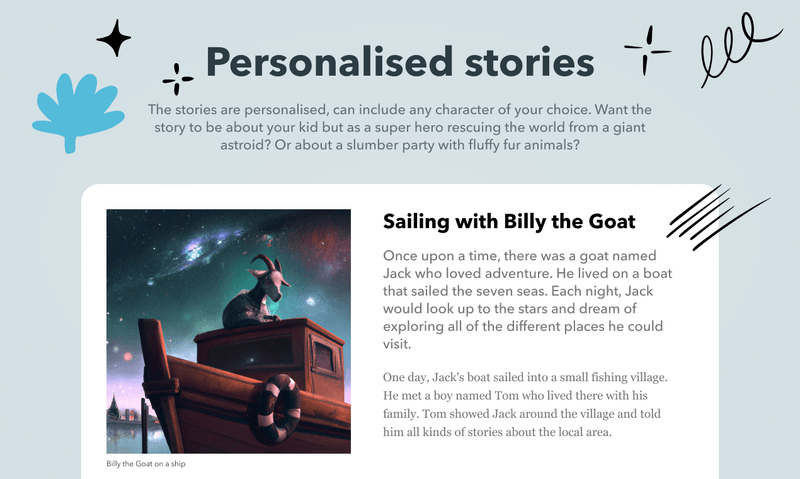 Personalised stories
The stories are personalised, can include any character of your choice. Want the
story to be about your kid but as a super hero rescuing the world from a giant
astroid? Or about a slumber party with fluffy fur animals?
Sailing with Billy the Goat
Once upon a time, there was a goat named
Jack who loved adventure. He lived on a boat
that sailed the seven seas. Each night, Jack
would look up to the stars and dream of
exploring all of the different places he could
visit.
One day, Jack's boat sailed into a small fishing village.
He met a boy named Tom who lived there with his
family. Tom showed Jack around the village and told
him all kinds of stories about the local area.
Billy the Goat on a ship